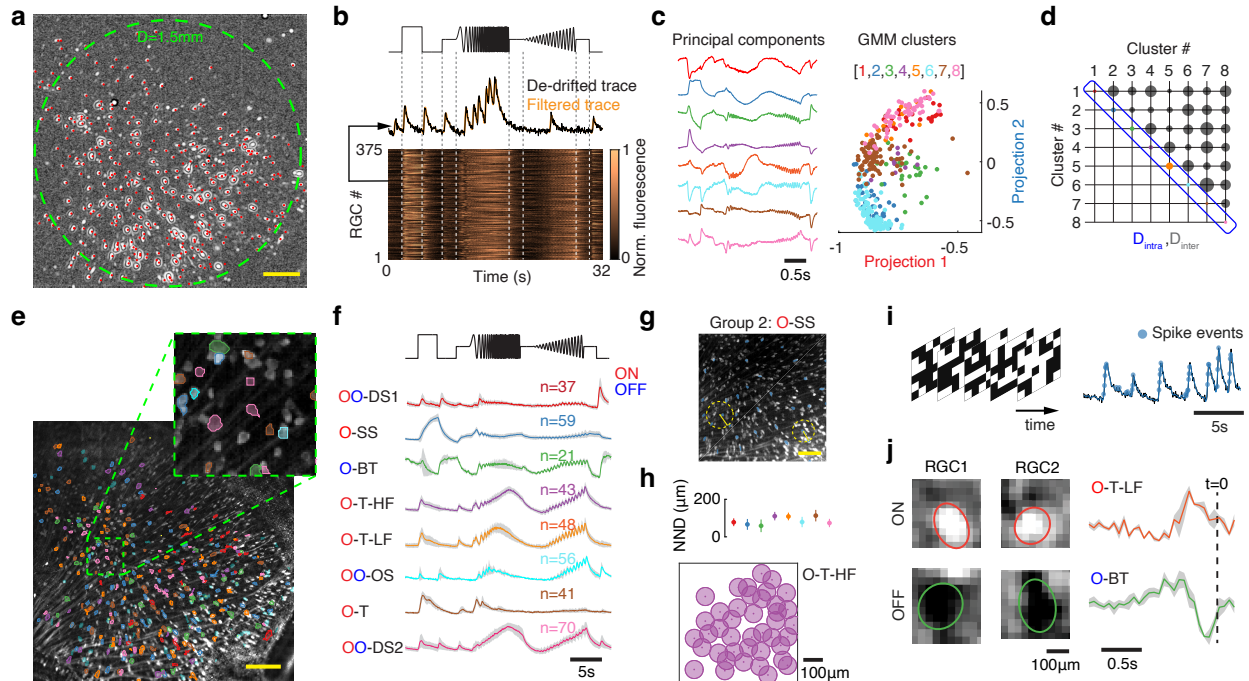 a
D=1.5mm
b
De-drifted trace
Filtered trace
375
RGC #
1
0
Time (s)
32
1
0
Norm. fluorescence
c
Principal components
GMM clusters
[1,2,3,4,5,6,7,8]
0.5
0
-0.5
Projection 2
-1
-0.5
Projection 1
0.5s
d
Cluster #
1 2 3 4 5 6 7 8
1
2
3
4
5
6
7
8
Cluster #
Dintra,Dinter
e
f
ON
OFF
OO-DS1
n=37
O-SS
n=59
O-BT
n=21
O-T-HF
n=43
O-T-LF
n=48
OO-OS
n=56
O-T
n=41
OO-DS2
n=70
5s
g
Group 2: O-SS
h
NND (µm)
200
0
O-T-HF
100µm
i
time
Spike events
5s
j
RGC1
RGC2
ON
OFF
100µm
O-T-LF
t=0
O-BT
0.5s